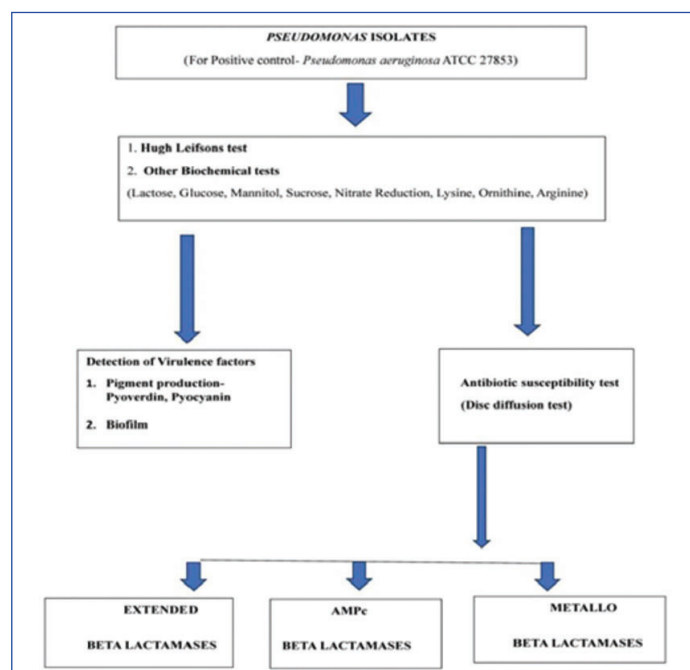 PSEUDOMONAS ISOLATES
(For Positive control- Pseudomonas aeruginosa ATCC 27853)
1. Hugh Leifsons test
2. Other Biochemical tests
(Lactose, Glucose, Mannitol, Sucrose, Nitrate Reduction, Lysine, Ornithine, Arginine)
Detection of Virulence factors
1. Pigment production-
Pyoverdin, Pyocyanin
2. Biofilm
Antibiotic susceptibility test
(Disc diffusion test)
EXTENDED
BETA LACTAMASES
AMPc
BETA LACTAMASES
METALLO
BETA LACTAMASES